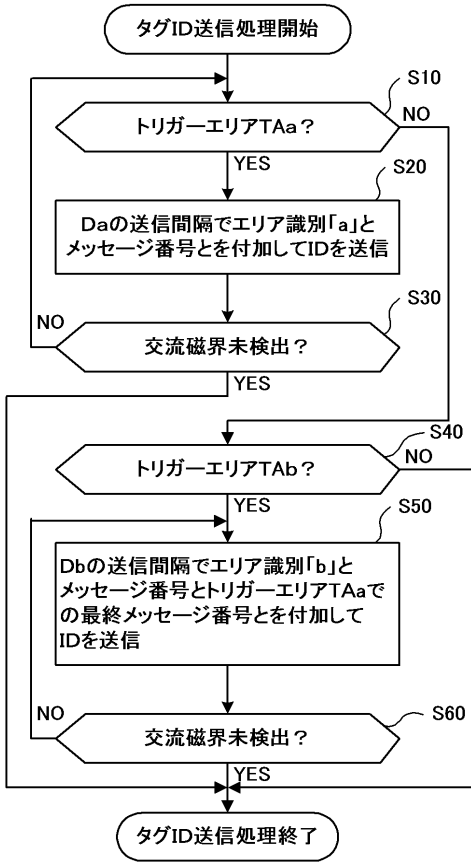 タグID送信処理開始
S10
トリガーエリアTAa？
NO
YES
S20
Daの送信間隔でエリア識別「a」と
メッセージ番号とを付加してIDを送信
S30
NO
交流磁界未検出？
YES
S40
トリガーエリアTAb？
NO
YES
S50
Dbの送信間隔でエリア識別「b」と
メッセージ番号とトリガーエリアTAaで
の最終メッセージ番号とを付加して
IDを送信
S60
NO
交流磁界未検出？
YES
タグID送信処理終了